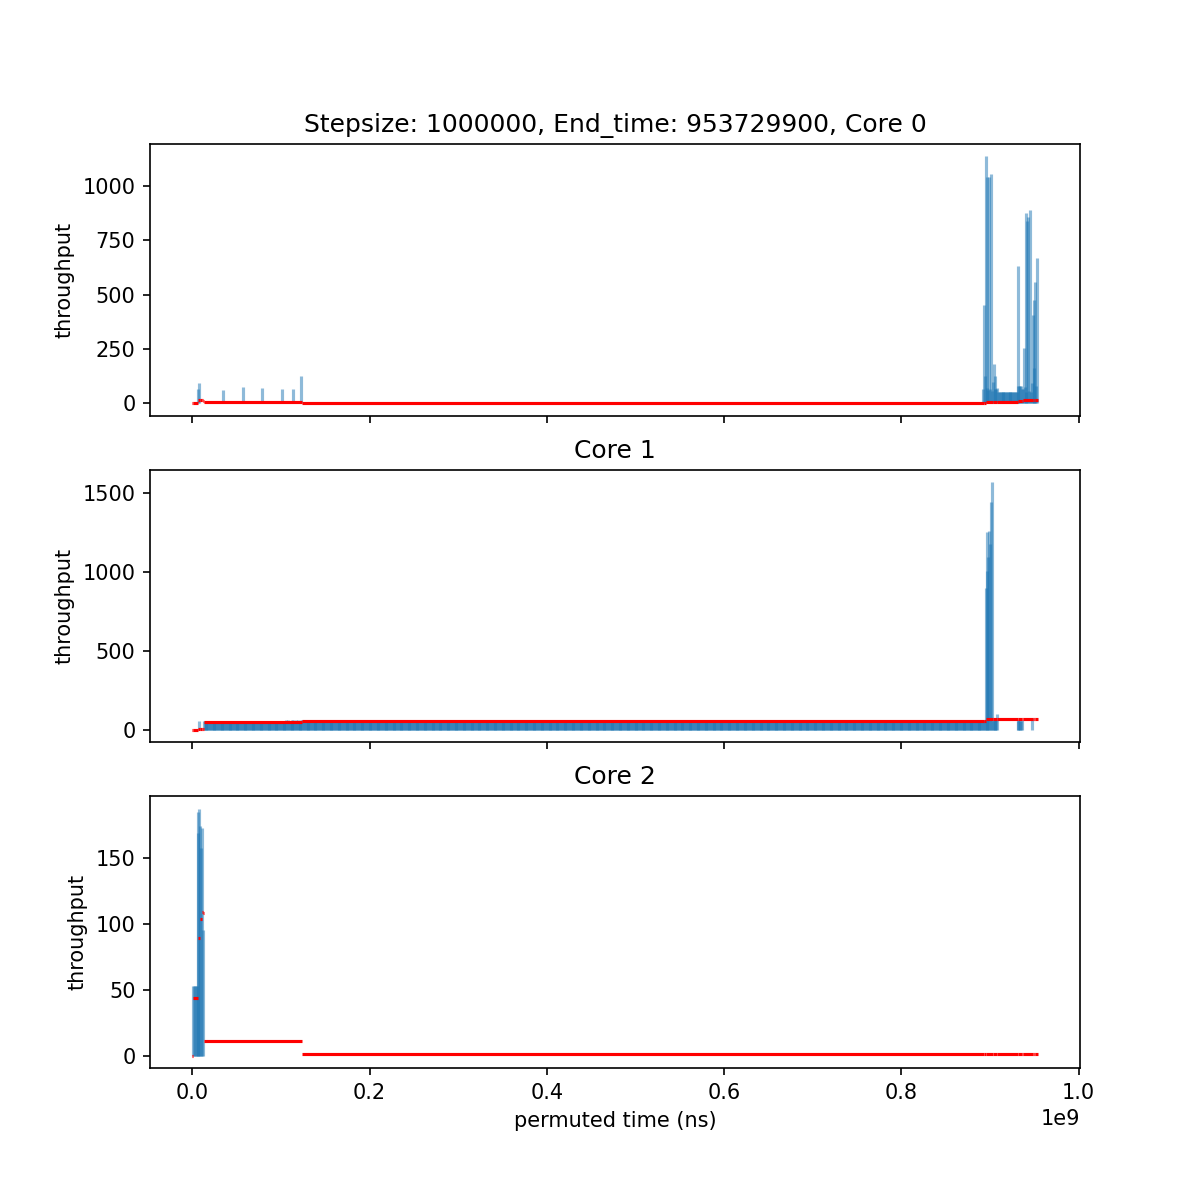 Stepsize: 1000000, End_time: 953729900, Core 0
throughput
1000
750
500
250
0
Core 1
throughput
1500
1000
500
0
Core 2
throughput
150
100
50
0
0.0 0.2 0.4 0.6 0.8 1.0
permuted time (ns)
1e9